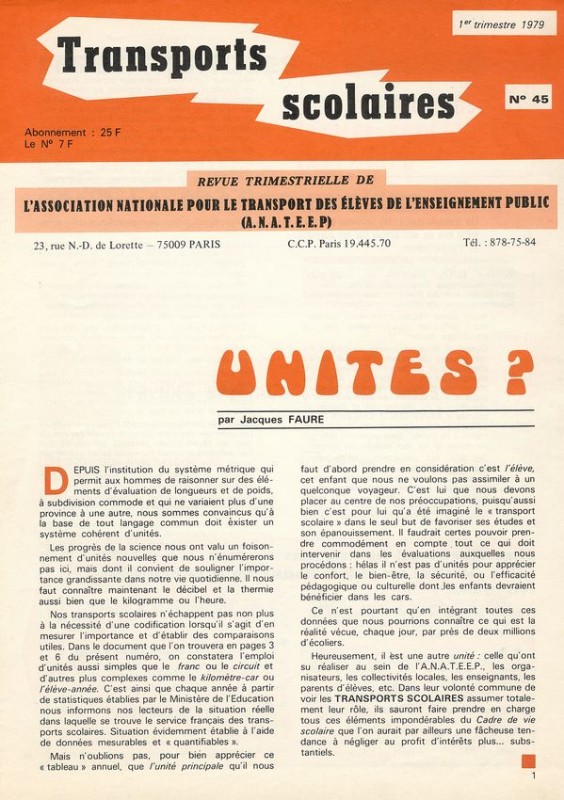 1er trimestre 1979
Transports
scolaires
N° 45
Abonnement : 25 F
Le N° 7 F
REVUE TRIMESTRIELLE DE
L'ASSOCIATION NATIONALE POUR LE TRANSPORT DES ÉLÈVES DE L'ENSEIGNEMENT PUBLIC
(A.N.A.T.E.E.P.)
23, rue N.-D. de Lorette – 75009 PARIS
C.C.P. Paris 19.445.70
Tél. : 878-75-84
UNITES ?
par Jacques FAURE
DEPUIS l'institution du système métrique qui
permit aux hommes de raisonner sur des élé-
ments d'évaluation de longueurs et de poids,
à subdivision commode et qui ne variaient plus d'une
province à une autre, nous sommes convaincus qu'à
la base de tout langage commun doit exister un
système cohérent d'unités.
Les progrès de la science nous ont valu un foison-
nement d'unités nouvelles que nous n'énumérerons
pas ici, mais dont il convient de souligner l'impor-
tance grandissante dans notre vie quotidienne. Il nous
faut connaître maintenant le décibel et la thermie
aussi bien que le kilogramme ou l'heure.
Nos transports scolaires n'échappent pas non plus
à la nécessité d'une codification lorsqu'il s'agit d'en
mesurer l'importance et d'établir des comparaisons
utiles. Dans le document que l'on trouvera en pages 3
et 6 du présent numéro, on constatera l'emploi
d'unités aussi simples que le franc ou le circuit et
d'autres plus complexes comme le kilomètre-car ou
l'élève-année. C'est ainsi que chaque année à partir
de statistiques établies par le Ministère de l'Education
nous informons nos lecteurs de la situation réelle
dans laquelle se trouve le service français des trans-
ports scolaires. Situation évidemment établie à l'aide
de données mesurables et « quantifiables ».
Mais n'oublions pas, pour bien apprécier ce
« tableau » annuel, que l'unité principale qu'il nous
faut d'abord prendre en considération c'est l'élève,
cet enfant que nous ne voulons pas assimiler à un
quelconque voyageur. C'est lui que nous devons
placer au centre de nos préoccupations, puisqu'aussi
bien c'est pour lui qu'a été imaginé le « transport
scolaire » dans le seul but de favoriser ses études et
son épanouissement. Il faudrait certes pouvoir pren-
dre commodément en compte tout ce qui doit
intervenir dans les évaluations auxquelles nous
procédons : hélas il n'est pas d'unités pour apprécier
le confort, le bien-être, la sécurité, ou l'efficacité
pédagogique ou culturelle dont les enfants devraient
bénéficier dans les cars.
Ce n'est pourtant qu'en intégrant toutes ces
données que nous pourrions connaître ce qui est la
réalité vécue, chaque jour, par près de deux millions
d'écoliers.
Heureusement, il est une autre unité : celle qu'ont
su réaliser au sein de l'A.N.A.T.E.E.P., les orga-
nisateurs, les collectivités locales, les enseignants, les
parents d'élèves, etc. Dans leur volonté commune de
voir les TRANSPORTS SCOLAIRES assumer totale-
ment leur rôle, ils sauront faire prendre en charge
tous ces éléments impondérables du Cadre de vie
scolaire que l'on aurait par ailleurs une fâcheuse ten-
dance à négliger au profit d'intérêts plus... subs-
tantiels.
1